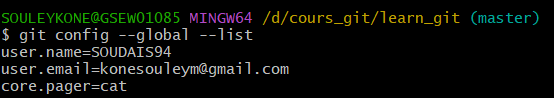 SOULEYKONE@GSEW01085 MINGW64 /d/cours_git/learn_git (master)
$ git config --global --list
user.name=SOUDAIS94
user.email=konesouleym@gmail.com
core.pager=cat